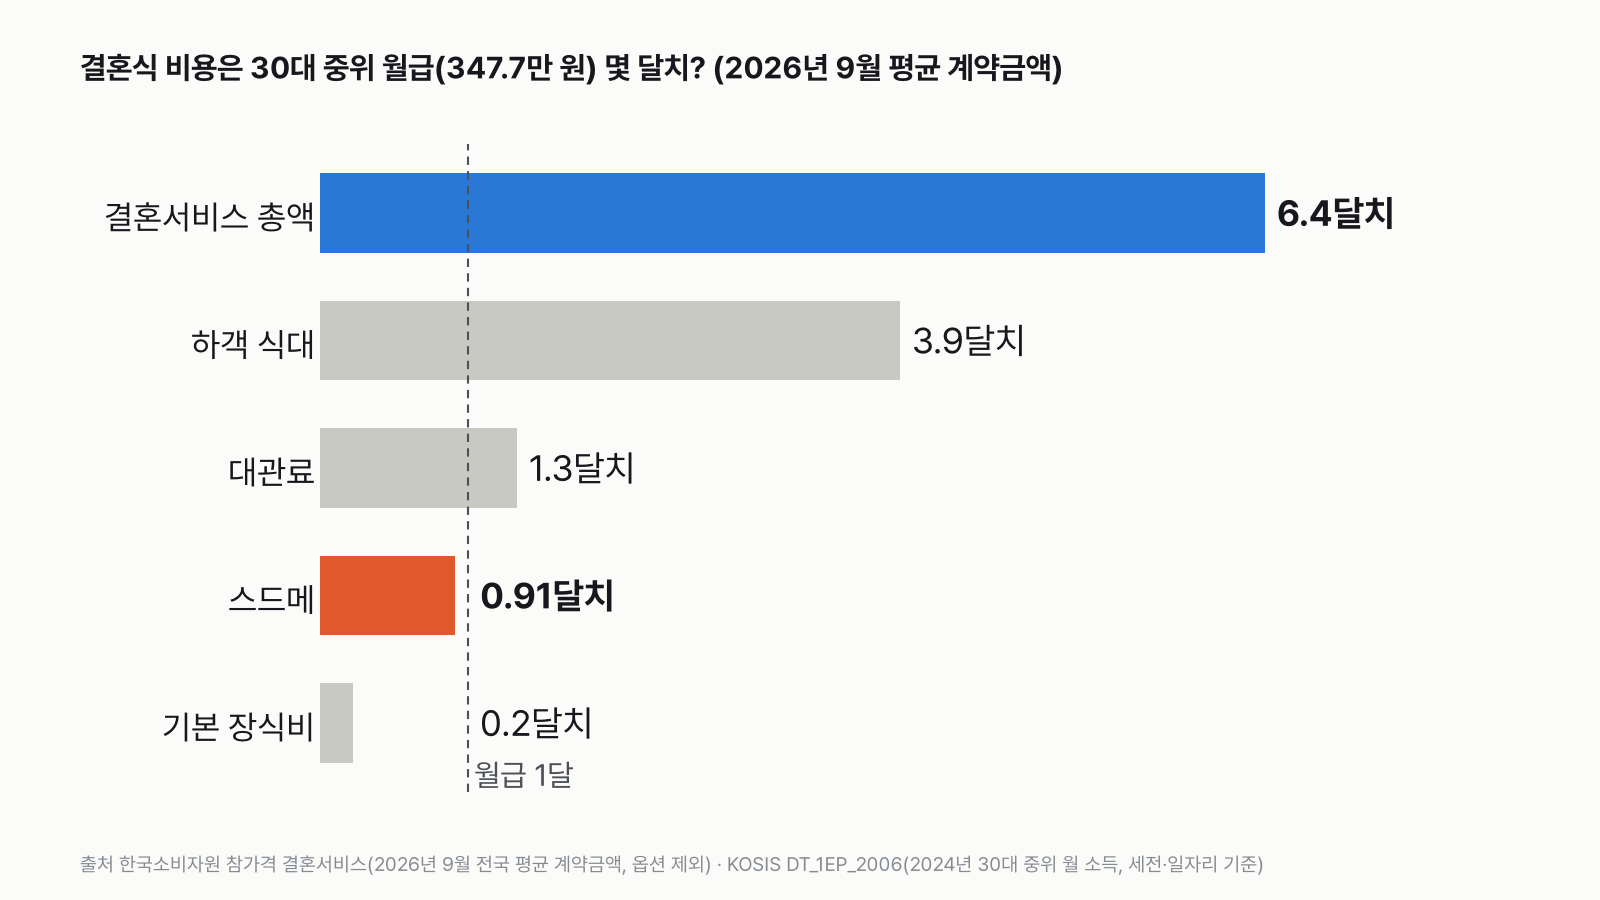 결혼식 비용은 30대 중위 월급(347.7만 원) 몇 달치? (2026년 9월 평균 계약금액)
결혼서비스 총액 6.4달치
하객 식대 3.9달치
대관료 1.3달치
스드메 0.91달치
기본 장식비 0.2달치
월급 1달
출처 한국소비자원 참가격 결혼서비스(2026년 9월 전국 평균 계약금액, 옵션 제외) · KOSIS DT_1EP_2006(2024년 30대 중위 월 소득, 세전·일자리 기준)